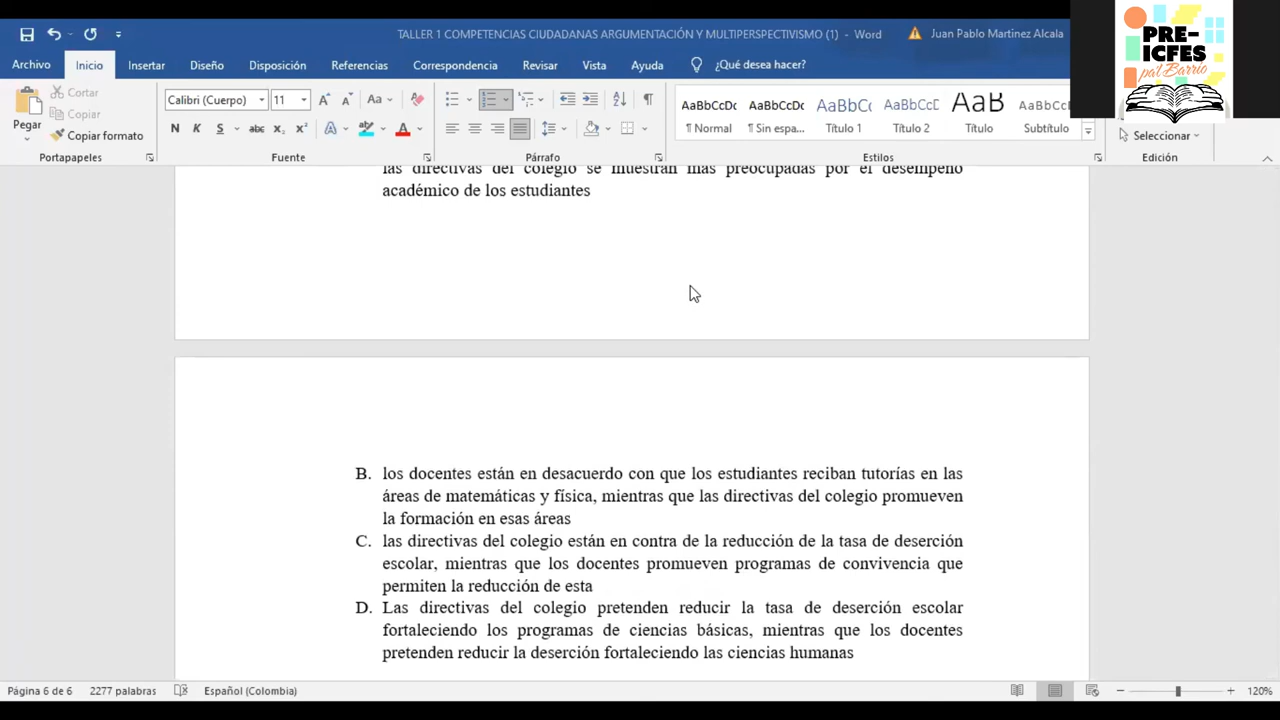 TALLER 1 COMPETENCIAS CIUDADANAS ARGUMENTACIÓN Y MULTIPERSPECTIVISMO (1) - Word
Juan Pablo Martinez Alcala
PRE-
ICFES
pal Barrio
Archivo Inicio Insertar Diseño Disposición Referencias Correspondencia Revisar Vista Ayuda ¿Qué desea hacer?
Cortar
Copiar
Pegar
Copiar formato
Calibri (Cuerpo) 11
Aa
N K S abc x₂ x² A A
AaBbCcDc AaBbCcDc AaBbC AaBbCcD AaB AaBbCcD
¶ Normal ¶ Sin espa... Título 1 Título 2 Título Subtítulo
Seleccionar
Portapapeles Fuente Párrafo Estilos Edición
las directivas del colegio se muestran más preocupadas por el desempeño
académico de los estudiantes
B. los docentes están en desacuerdo con que los estudiantes reciban tutorías en las
áreas de matemáticas y física, mientras que las directivas del colegio promueven
la formación en esas áreas
C. las directivas del colegio están en contra de la reducción de la tasa de deserción
escolar, mientras que los docentes promueven programas de convivencia que
permiten la reducción de esta
D. Las directivas del colegio pretenden reducir la tasa de deserción escolar
fortaleciendo los programas de ciencias básicas, mientras que los docentes
pretenden reducir la deserción fortaleciendo las ciencias humanas
Página 6 de 6 2277 palabras Español (Colombia) 120%